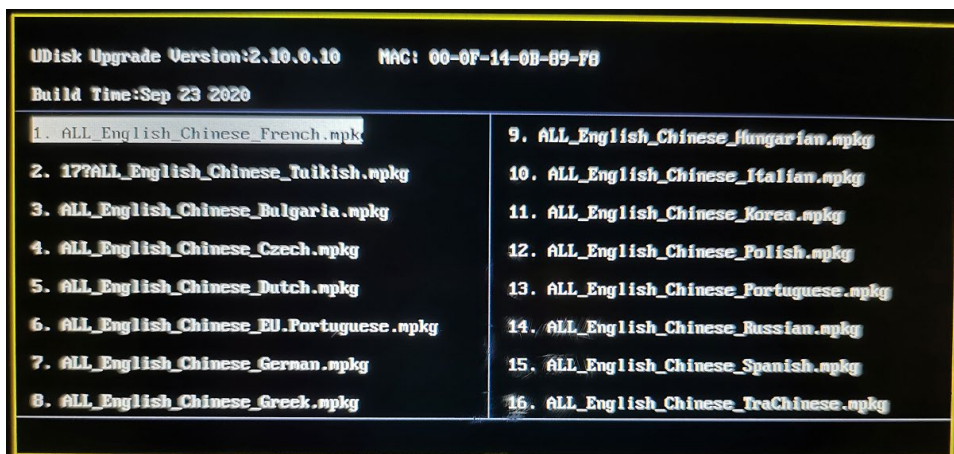 UDisk Upgrade Version:2.10.0.10 MAC: 00-0F-14-0B-89-F8
Build Time:Sep 23 2020
1. ALL_English_Chinese_French.mpk
2. 17?ALL_English_Chinese_Tuikish.mpkg
3. ALL_English_Chinese_Bulgaria.mpkg
4. ALL_English_Chinese_Czech.mpkg
5. ALL_English_Chinese_Dutch.mpkg
6. ALL_English_Chinese_EU.Portuguese.mpkg
7. ALL_English_Chinese_German.mpkg
8. ALL_English_Chinese_Greek.mpkg
9. ALL_English_Chinese_Hungarian.mpkg
10. ALL_English_Chinese_Italian.mpkg
11. ALL_English_Chinese_Korea.mpkg
12. ALL_English_Chinese_Polish.mpkg
13. ALL_English_Chinese_Portuguese.mpkg
14. ALL_English_Chinese_Russian.mpkg
15. ALL_English_Chinese_Spanish.mpkg
16. ALL_English_Chinese_TraChinese.mpkg